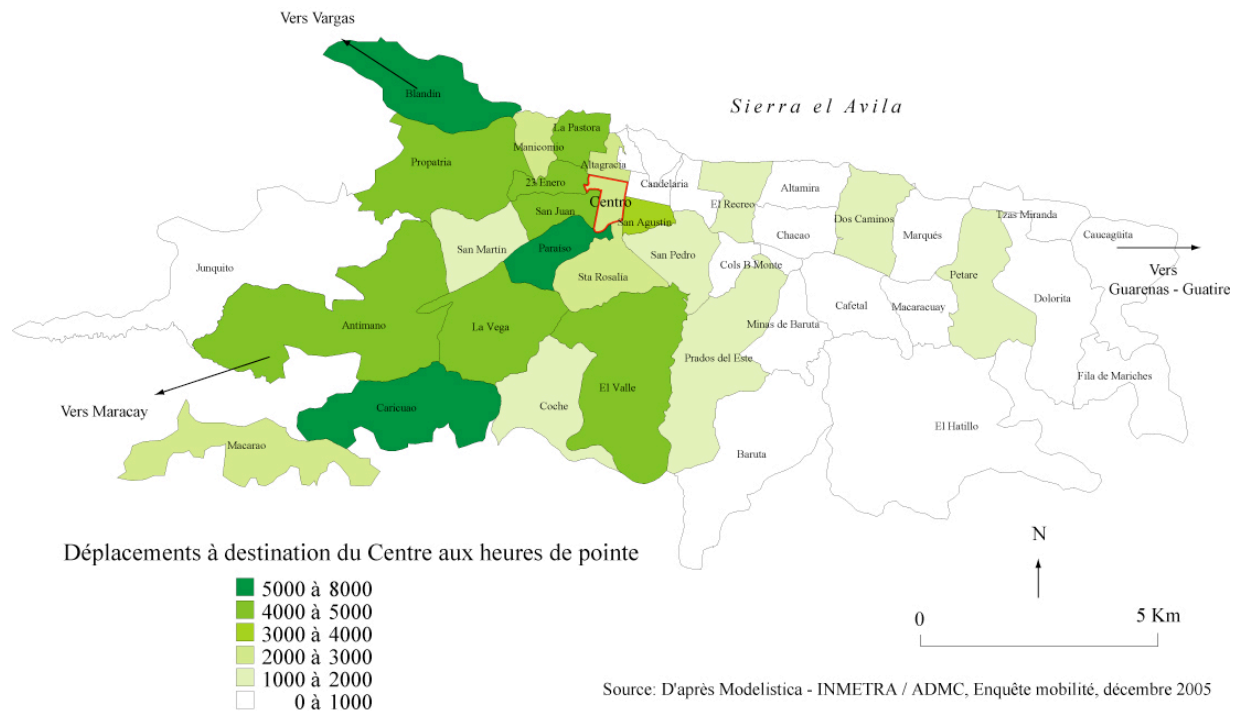 Vers Vargas
Blandín
Sierra el Avila
La Pastora
Manicomio
Propatria
Altagracia
23 Enero
Candelaria
Altamira
Centro
El Recreo
San Juan
San Agustín
Dos Caminos
Tzas Miranda
Chacao
Marqués
Caucagüita
San Martín
Paraíso
San Pedro
Cols B Monte
Junquito
Sta Rosalía
Petare
Vers
Guarenas - Guatire
Dolorita
Cafetal
Macaracuay
Antímano
La Vega
Minas de Baruta
Prados del Este
Fila de Mariches
El Valle
Vers Maracay
Caricuao
Coche
El Hatillo
Macarao
Baruta
N
Déplacements à destination du Centre aux heures de pointe
5000 à 8000
4000 à 5000
3000 à 4000
2000 à 3000
1000 à 2000
0 à 1000
0
5 Km
Source: D'après Modelistica - INMETRA / ADMC, Enquête mobilité, décembre 2005